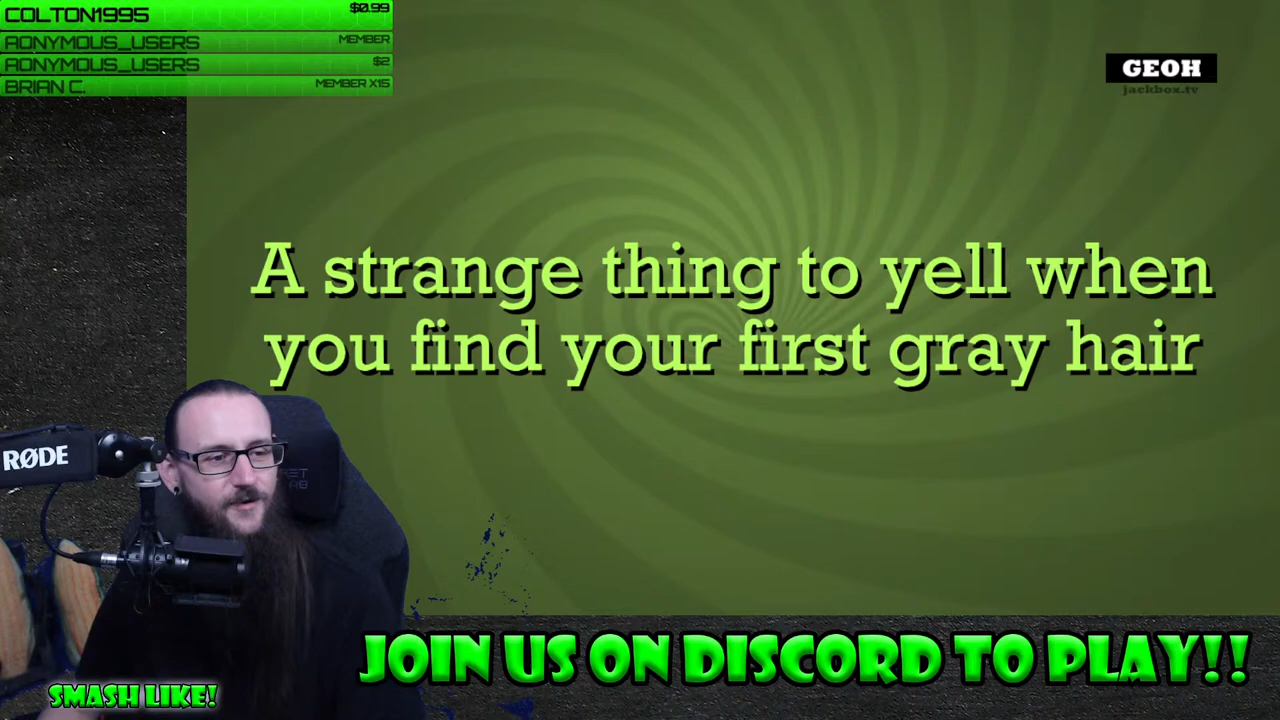 COLTON1995 $0.99
AONYMOUS_USERS MEMBER
AONYMOUS_USERS $2
BRIAN C. MEMBER X15
GEOH
jackbox.tv
A strange thing to yell when
you find your first gray hair
RØDE
JOIN US ON DISCORD TO PLAY!!
SMASH LIKE!